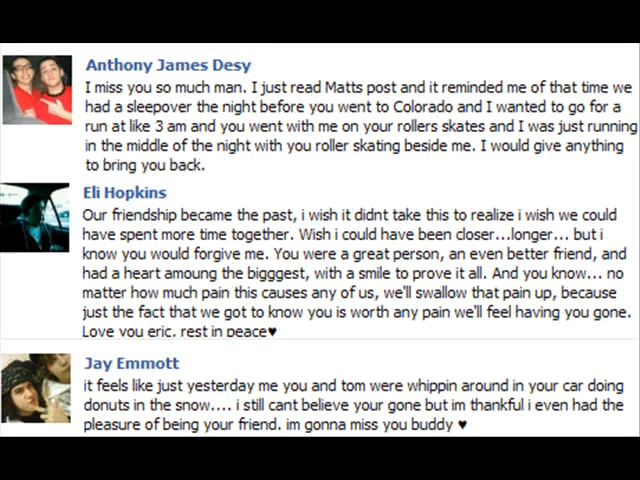 Anthony James Desy
I miss you so much man. I just read Matts post and it reminded me of that time we
had a sleepover the night before you went to Colorado and I wanted to go for a
run at like 3 am and you went with me on your rollers skates and I was just running
in the middle of the night with you roller skating beside me. I would give anything
to bring you back.
Eli Hopkins
Our friendship became the past, i wish it didnt take this to realize i wish we could
have spent more time together. Wish i could have been closer...longer... but i
know you would forgive me. You were a great person, an even better friend, and
had a heart amoung the bigggest, with a smile to prove it all. And you know... no
matter how much pain this causes any of us, we'll swallow that pain up, because
just the fact that we got to know you is worth any pain we'll feel having you gone.
Love you eric, rest in peace♥
Jay Emmott
it feels like just yesterday me you and tom were whippin around in your car doing
donuts in the snow.... i still cant believe your gone but im thankful i even had the
pleasure of being your friend. im gonna miss you buddy ♥